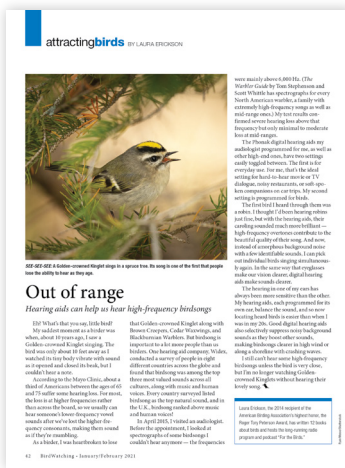 attractingbirds BY LAURA ERICKSON
SEE-SEE-SEE: A Golden-crowned Kinglet sings in a spruce tree. Its song is one of the first that people
lose the ability to hear as they age.
Out of range
Hearing aids can help us hear high-frequency birdsongs
Eh? What's that you say, little bird?
My saddest moment as a birder was
when, about 10 years ago, I saw a
Golden-crowned Kinglet singing. The
bird was only about 10 feet away as I
watched its tiny body vibrate with sound
as it opened and closed its beak, but I
couldn't hear a note.
According to the Mayo Clinic, about a
third of Americans between the ages of 65
and 75 suffer some hearing loss. For most,
the loss is at higher frequencies rather
than across the board, so we usually can
hear someone's lower-frequency vowel
sounds after we've lost the higher-fre-
quency consonants, making them sound
as if they're mumbling.
As a birder, I was heartbroken to lose
that Golden-crowned Kinglet along with
Brown Creepers, Cedar Waxwings, and
Blackburnian Warblers. But birdsong is
important to a lot more people than us
birders. One hearing aid company, Widex,
conducted a survey of people in eight
different countries across the globe and
found that birdsong was among the top
three most valued sounds across all
cultures, along with music and human
voices. Every country surveyed listed
birdsong as the top natural sound, and in
the U.K., birdsong ranked above music
and human voices!
In April 2015, I visited an audiologist.
Before the appointment, I looked at
spectrographs of some birdsongs I
couldn't hear anymore — the frequencies
were mainly above 6,000 Hz. (The
Warbler Guide by Tom Stephenson and
Scott Whittle has spectrographs for every
North American warbler, a family with
extremely high-frequency songs as well as
mid-range ones.) My test results con-
firmed severe hearing loss above that
frequency but only minimal to moderate
loss at mid-ranges.
The Phonak digital hearing aids my
audiologist programmed for me, as well as
other high-end ones, have two settings
easily toggled between. The first is for
everyday use. For me, that's the ideal
setting for hard-to-hear movie or TV
dialogue, noisy restaurants, or soft-spo-
ken companions on car trips. My second
setting is programmed for birds.
The first bird I heard through them was
a robin. I thought I'd been hearing robins
just fine, but with the hearing aids, their
caroling sounded much more brilliant —
high-frequency overtones contribute to the
beautiful quality of their song. And now,
instead of amorphous background noise
with a few identifiable sounds, I can pick
out individual birds singing simultaneous-
ly again. In the same way that eyeglasses
make our vision clearer, digital hearing
aids make sounds clearer.
The hearing in one of my ears has
always been more sensitive than the other.
My hearing aids, each programmed for its
own ear, balance the sound, and so now
locating heard birds is easier than when I
was in my 20s. Good digital hearing aids
also selectively suppress noisy background
sounds as they boost other sounds,
making birdsongs clearer in high wind or
along a shoreline with crashing waves.
I still can't hear some high-frequency
birdsongs unless the bird is very close,
but I'm no longer watching Golden-
crowned Kinglets without hearing their
lovely song.
Laura Erickson, the 2014 recipient of the
American Birding Association's highest honor, the
Roger Tory Peterson Award, has written 12 books
about birds and hosts the long-running radio
program and podcast "For the Birds."
42 BirdWatching • January/February 2021